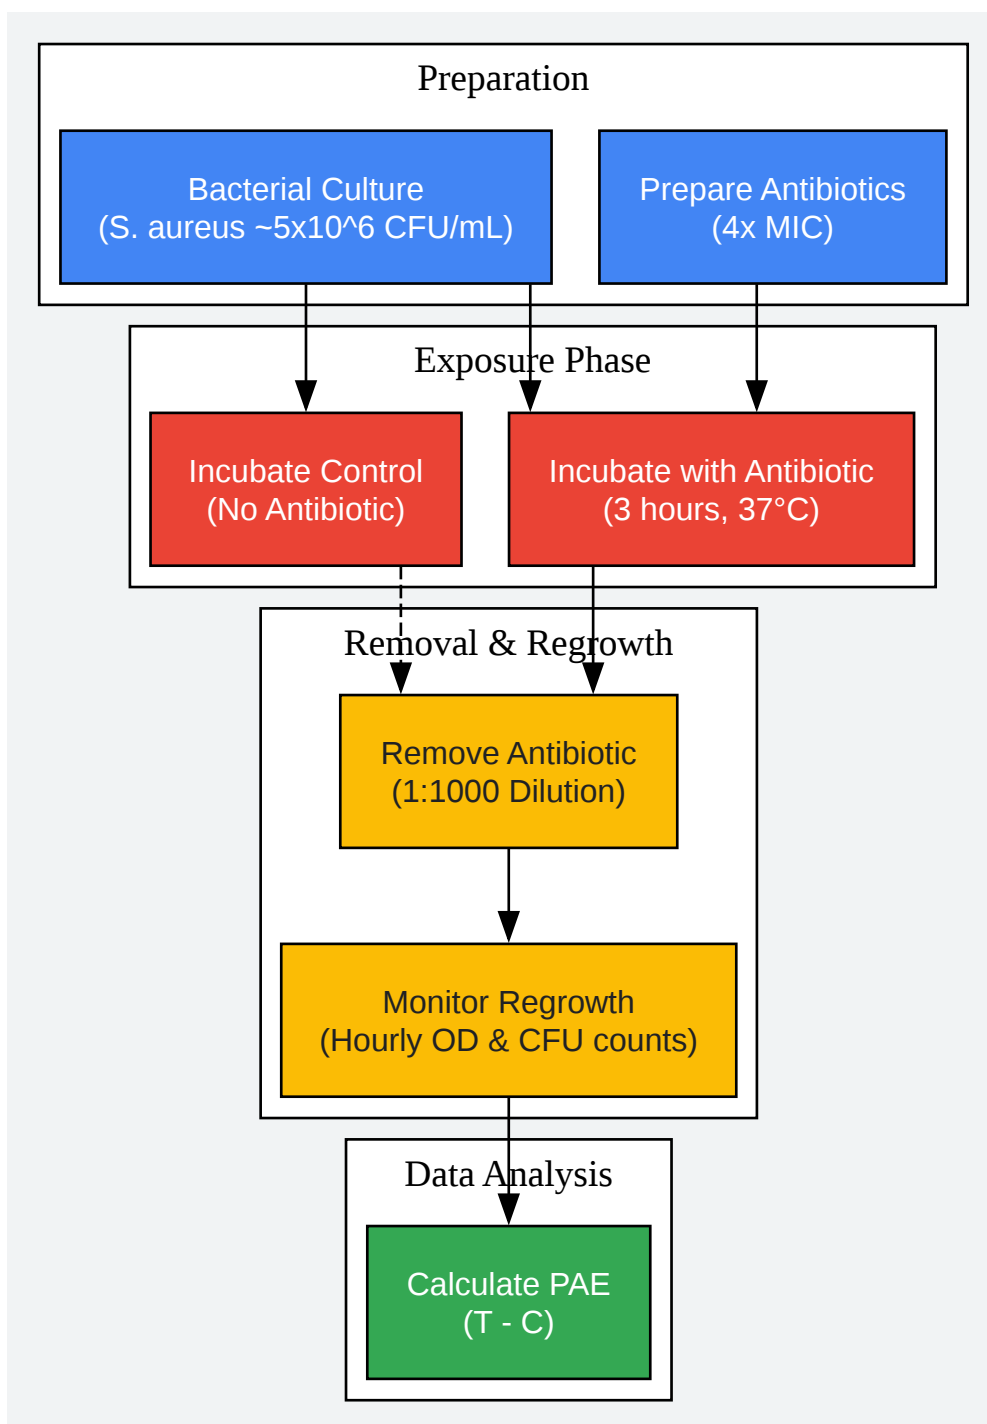 Preparation
Bacterial Culture
(S. aureus ~5x10^6 CFU/mL)
Prepare Antibiotics
(4x MIC)
Exposure Phase
Incubate Control
(No Antibiotic)
Incubate with Antibiotic
(3 hours, 37°C)
Removal & Regrowth
Remove Antibiotic
(1:1000 Dilution)
Monitor Regrowth
(Hourly OD & CFU counts)
Data Analysis
Calculate PAE
(T - C)